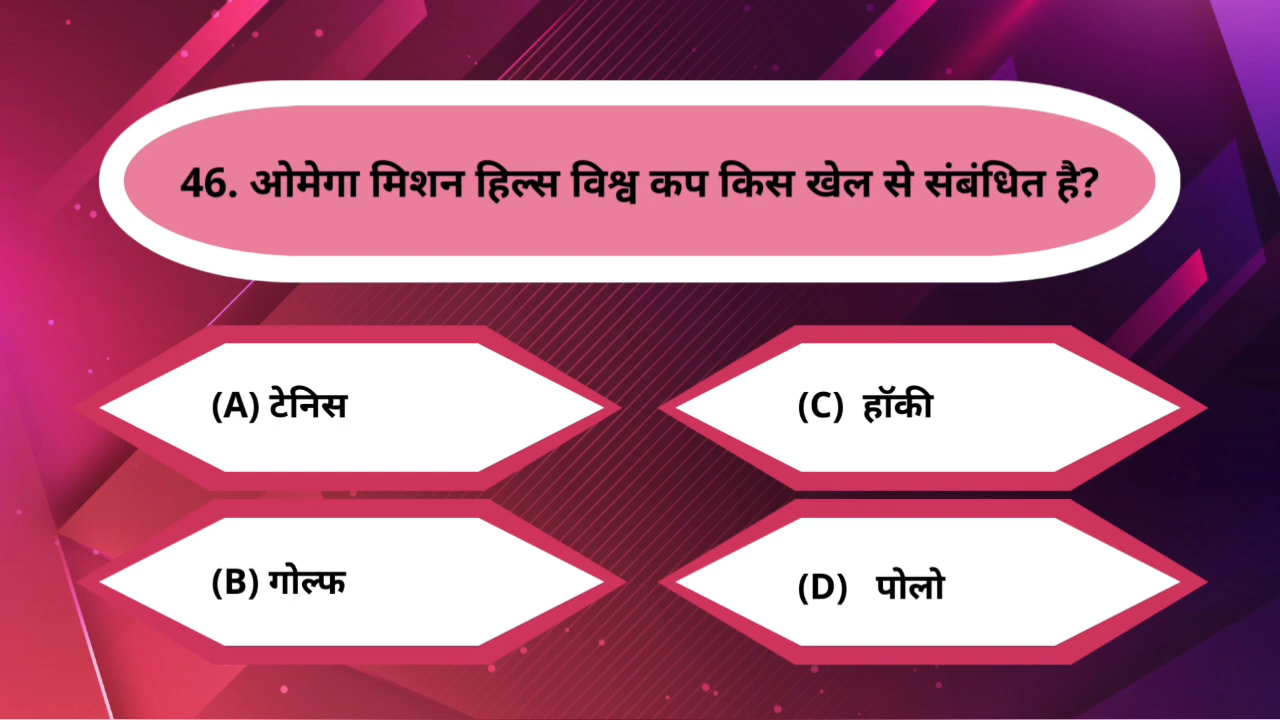 46. ओमेगा मिशन हिल्स विश्व कप किस खेल से संबंधित है?
(A) टेनिस
(B) गोल्फ
(C) हॉकी
(D) पोलो